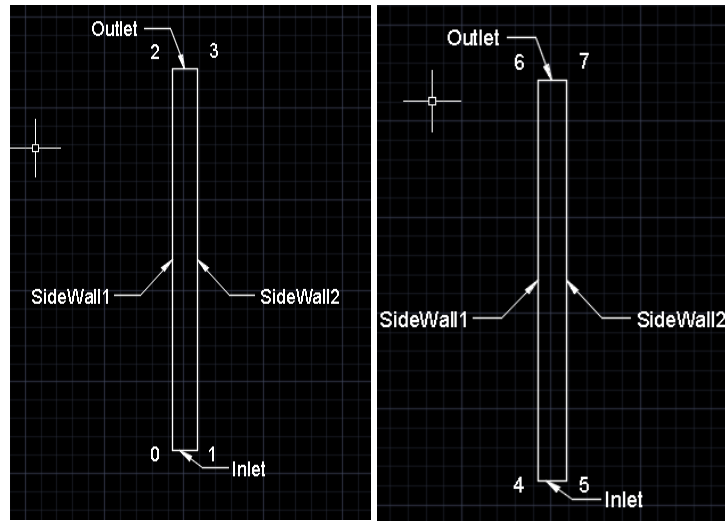 Outlet
2 3
SideWall1 SideWall2
0 1
Inlet
Outlet
6 7
SideWall1 SideWall2
4 5
Inlet